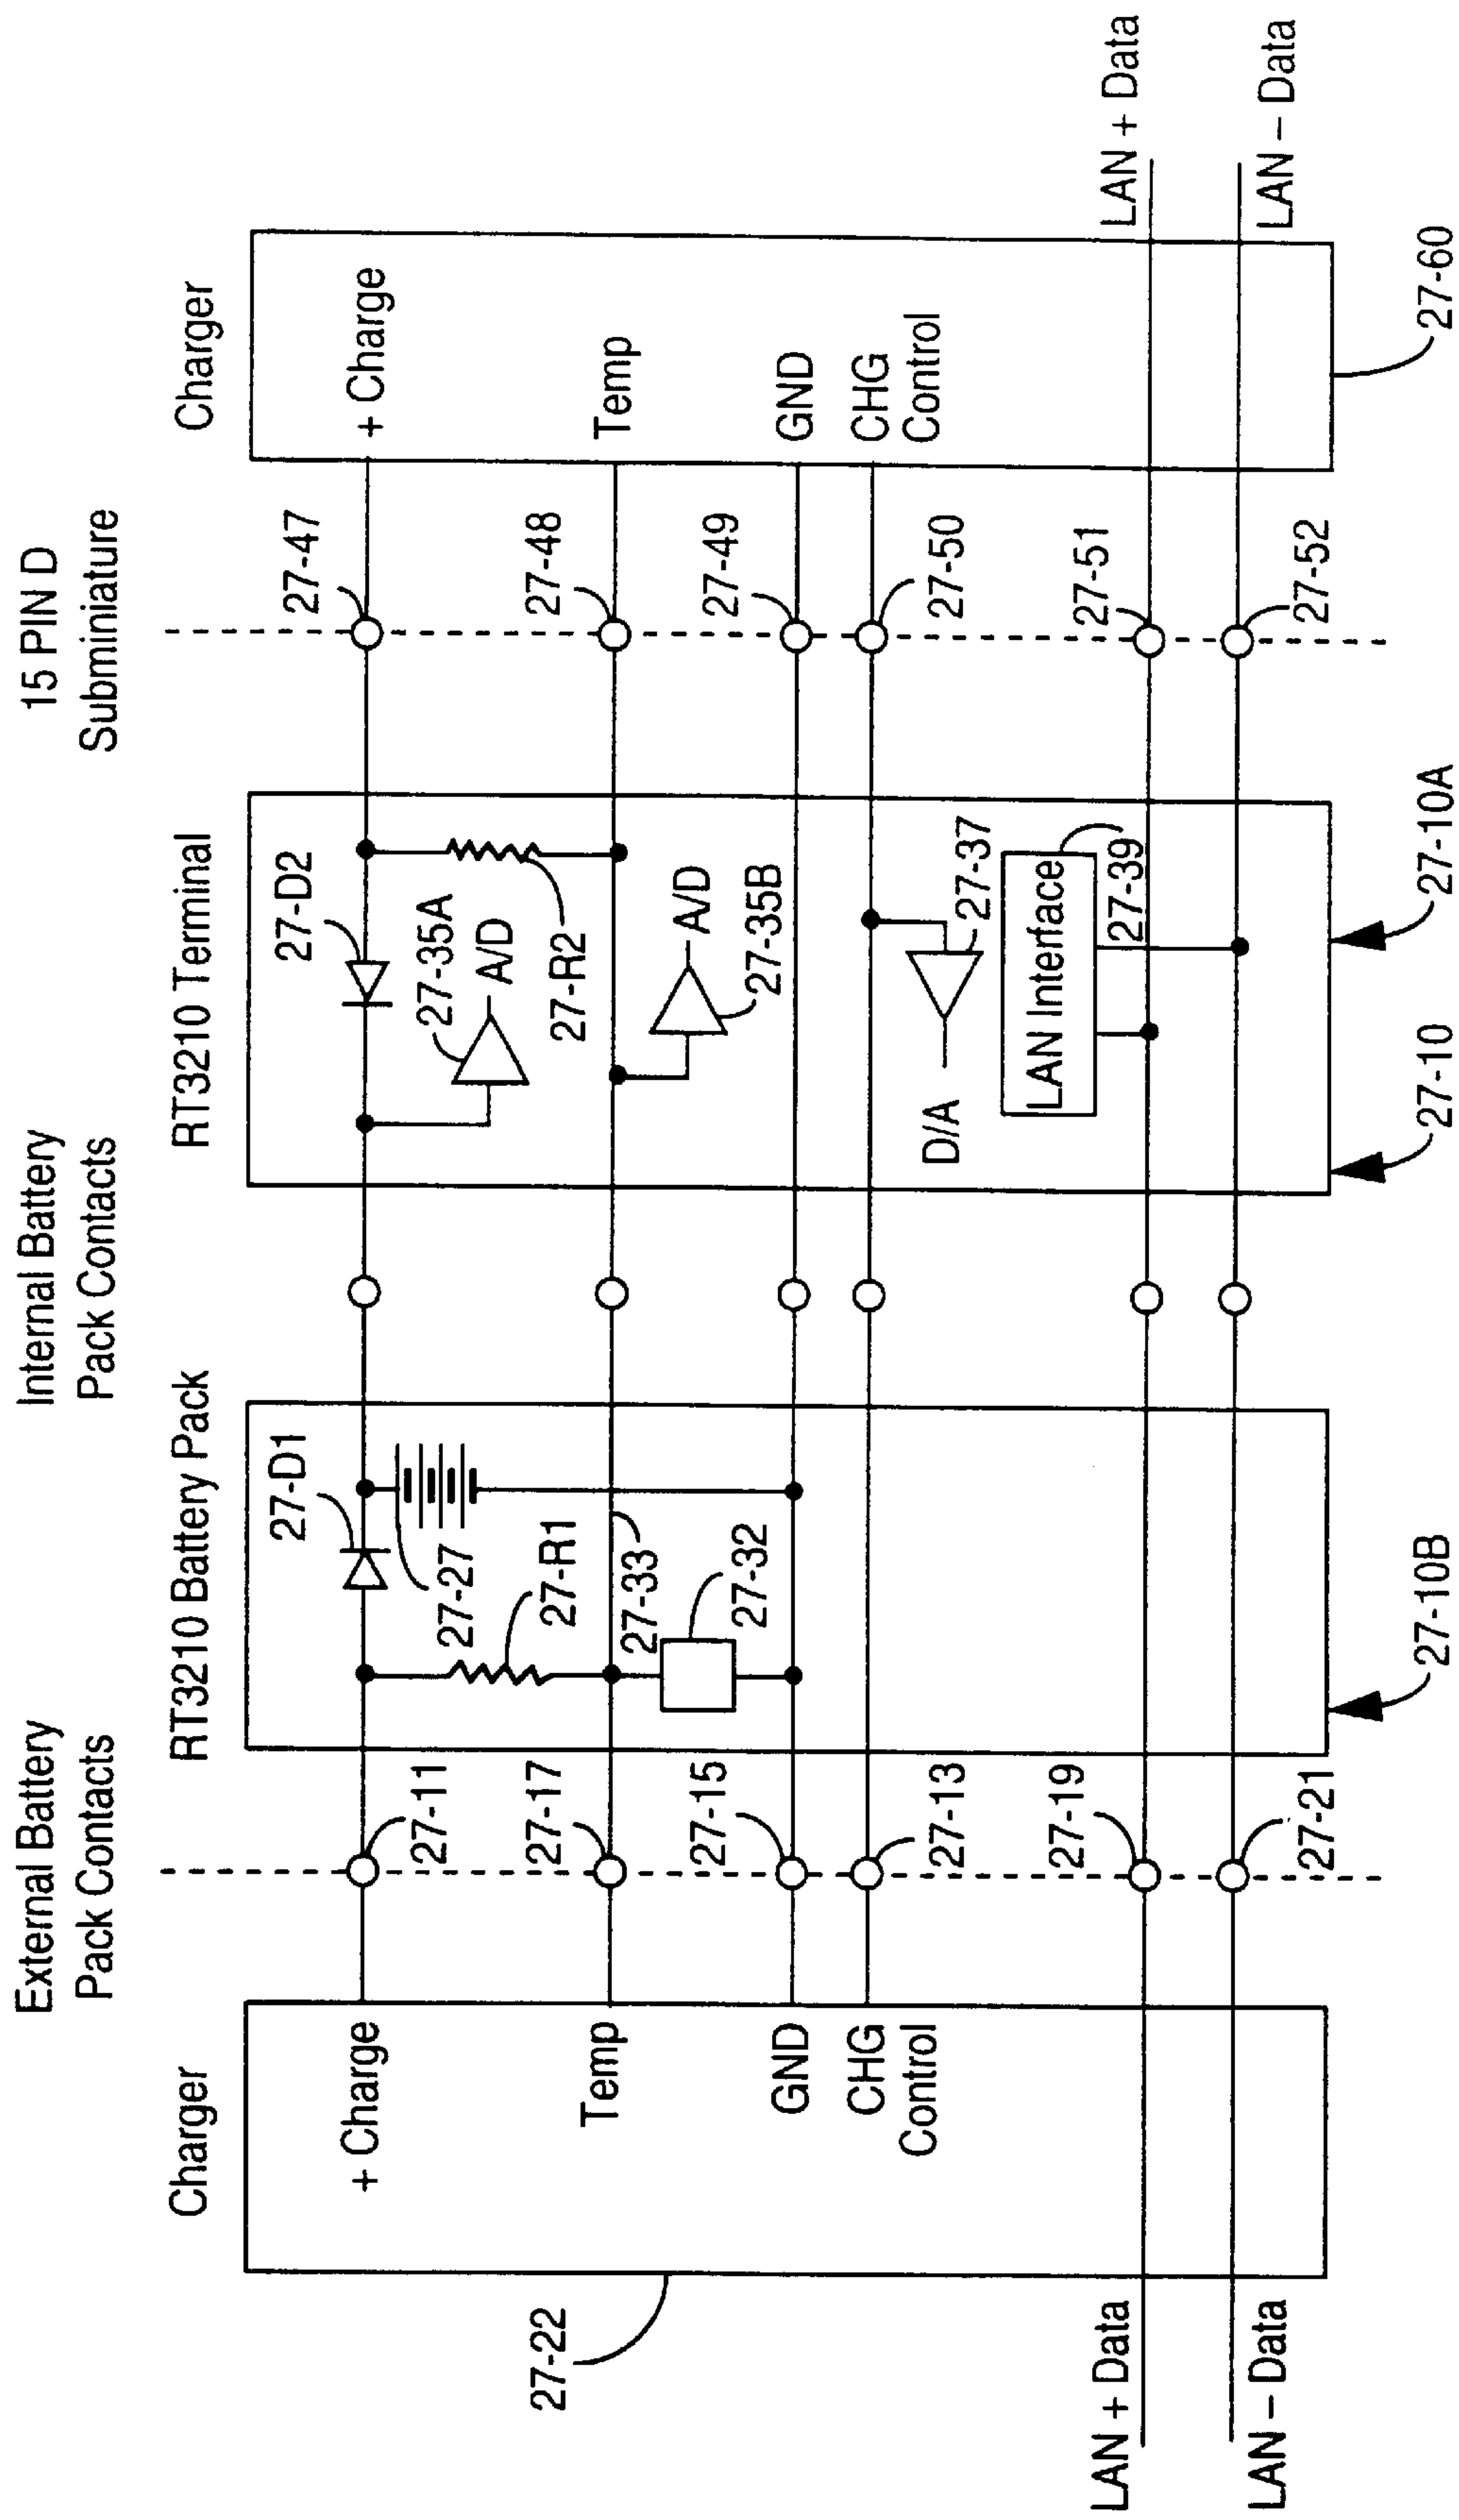 External Battery
Pack Contacts
Internal Battery
Pack Contacts
15 PIN D
Subminiature
Charger
RT3210 Battery Pack
RT3210 Terminal
Charger
27-22
+ Charge
Temp
GND
CHG
Control
LAN + Data
LAN – Data
27-11
27-17
27-15
27-13
27-19
27-21
27-D1
27-27
27-R1
27-33
27-32
27-10B
27-D2
27-35A
A/D
27-R2
A/D
27-35B
D/A
27-37
LAN Interface
27-39
27-10
27-10A
27-47
27-48
27-49
27-50
27-51
27-52
+ Charge
Temp
GND
CHG
Control
LAN + Data
LAN – Data
27-60